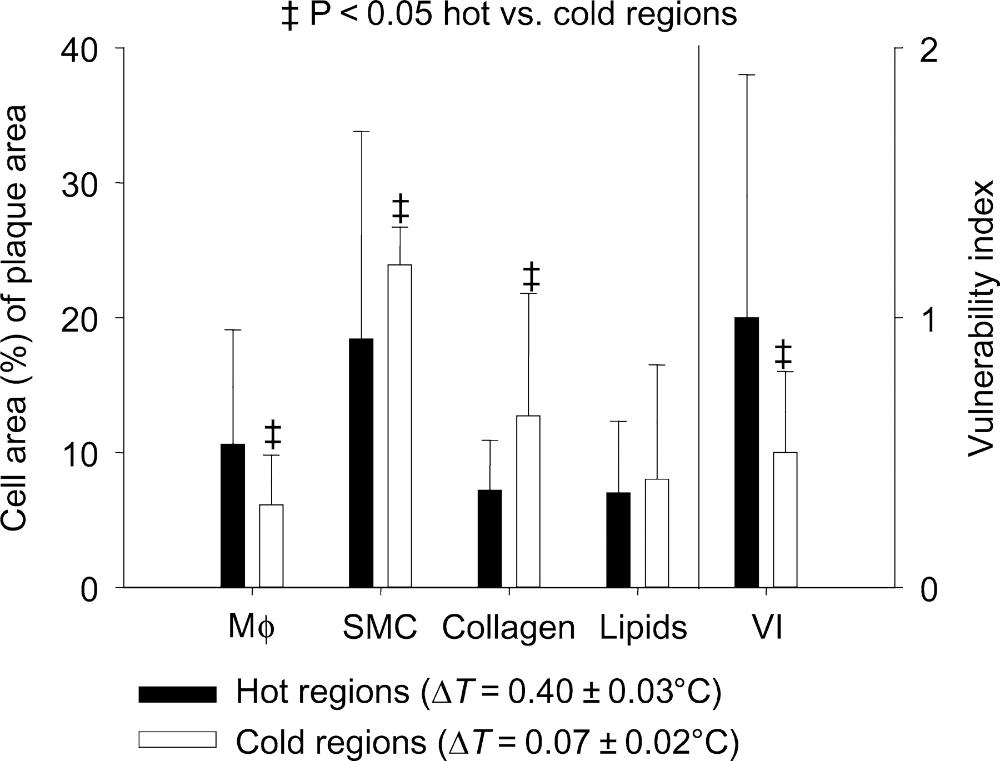 ‡ P < 0.05 hot vs. cold regions
40
30
20
10
0
Cell area (%) of plaque area
2
1
0
Vulnerability index
‡
‡
‡
‡
Mϕ SMC Collagen Lipids VI
Hot regions (ΔT = 0.40 ± 0.03°C)
Cold regions (ΔT = 0.07 ± 0.02°C)